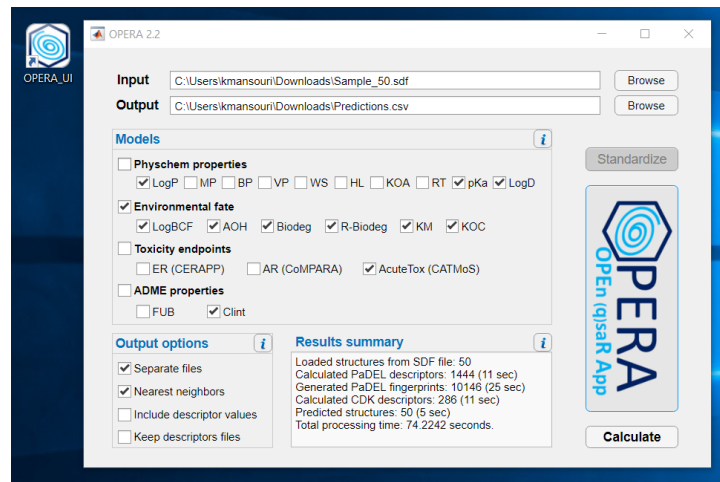 OPERA_UI
OPERA 2.2
Input C:\Users\kmansouri\Downloads\Sample_50.sdf Browse
Output C:\Users\kmansouri\Downloads\Predictions.csv Browse
Models i
Physchem properties
LogP MP BP VP WS HL KOA RT pKa LogD
Environmental fate
LogBCF AOH Biodeg R-Biodeg KM KOC
Toxicity endpoints
ER (CERAPP) AR (CoMPARA) AcuteTox (CATMoS)
ADME properties
FUB Clint
Standardize
OPERA
OPEn (q)saR App
Output options i
Separate files
Nearest neighbors
Include descriptor values
Keep descriptors files
Results summary i
Loaded structures from SDF file: 50
Calculated PaDEL descriptors: 1444 (11 sec)
Generated PaDEL fingerprints: 10146 (25 sec)
Calculated CDK descriptors: 286 (11 sec)
Predicted structures: 50 (5 sec)
Total processing time: 74.2242 seconds.
Calculate